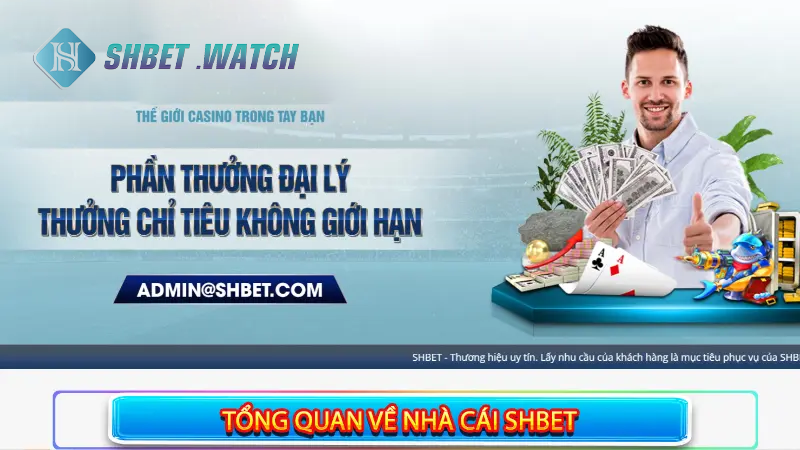 SHBET .WATCH
THẾ GIỚI CASINO TRONG TAY BẠN
PHẦN THƯỞNG ĐẠI LÝ
THƯỞNG CHỈ TIÊU KHÔNG GIỚI HẠN
ADMIN@SHBET.COM
SHBET - Thương hiệu uy tín. Lấy nhu cầu của khách hàng là mục tiêu phục vụ của SHB
TỔNG QUAN VỀ NHÀ CÁI SHBET